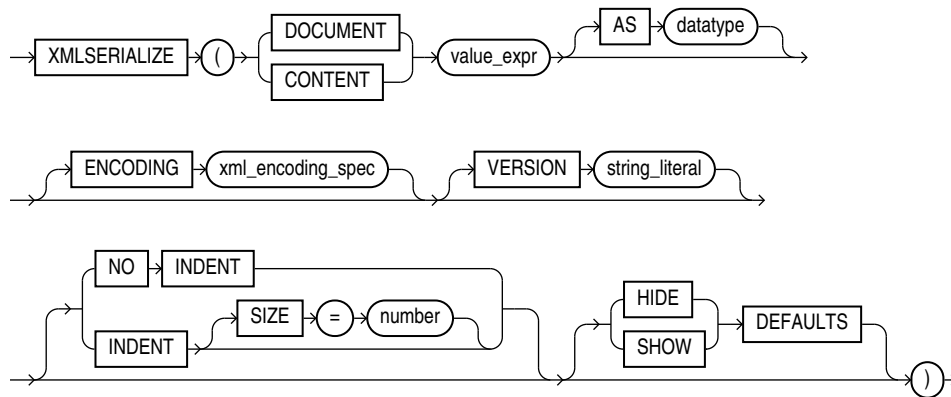 AS datatype
DOCUMENT
XMLSERIALIZE ( value_expr
CONTENT
ENCODING xml_encoding_spec VERSION string_literal
NO INDENT
HIDE
SIZE = number DEFAULTS
INDENT SHOW
)